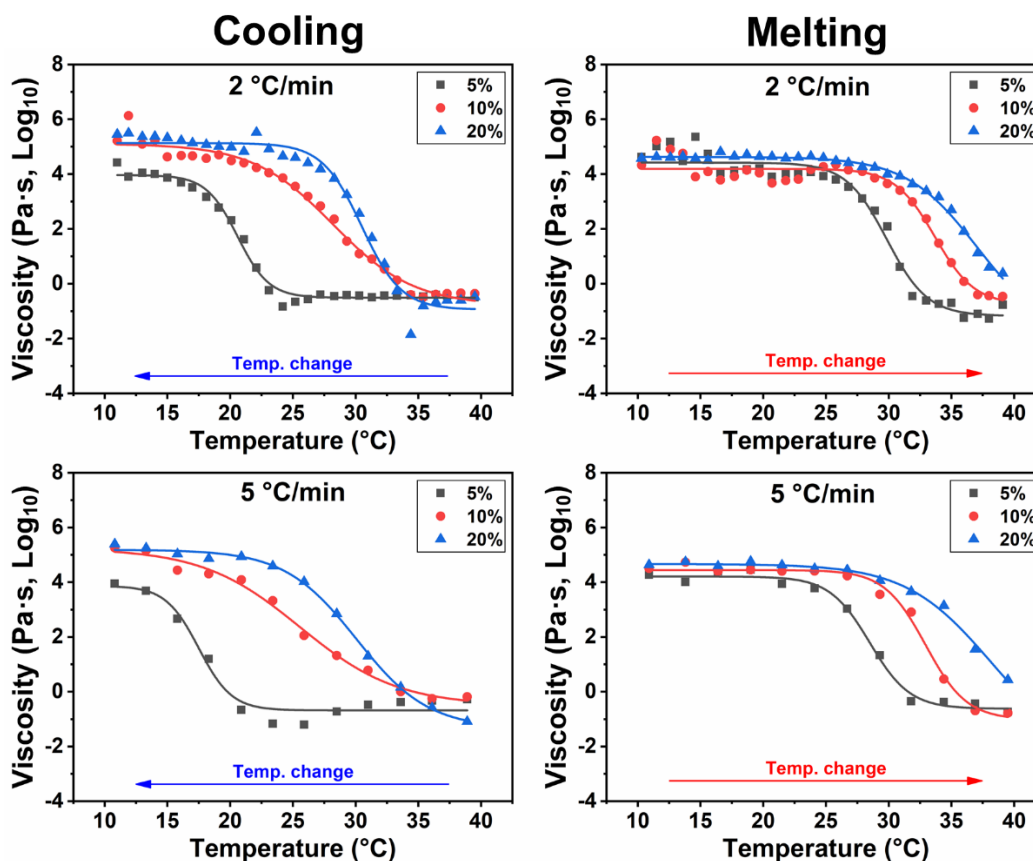 Cooling
Melting
2 °C/min
5%
10%
20%
Viscosity (Pa·s, Log₁₀)
8
6
4
2
0
-2
-4
Temp. change
10 15 20 25 30 35 40
Temperature (°C)
2 °C/min
5%
10%
20%
Viscosity (Pa·s, Log₁₀)
8
6
4
2
0
-2
-4
Temp. change
10 15 20 25 30 35 40
Temperature (°C)
5 °C/min
5%
10%
20%
Viscosity (Pa·s, Log₁₀)
8
6
4
2
0
-2
-4
Temp. change
10 15 20 25 30 35 40
Temperature (°C)
5 °C/min
5%
10%
20%
Viscosity (Pa·s, Log₁₀)
8
6
4
2
0
-2
-4
Temp. change
10 15 20 25 30 35 40
Temperature (°C)